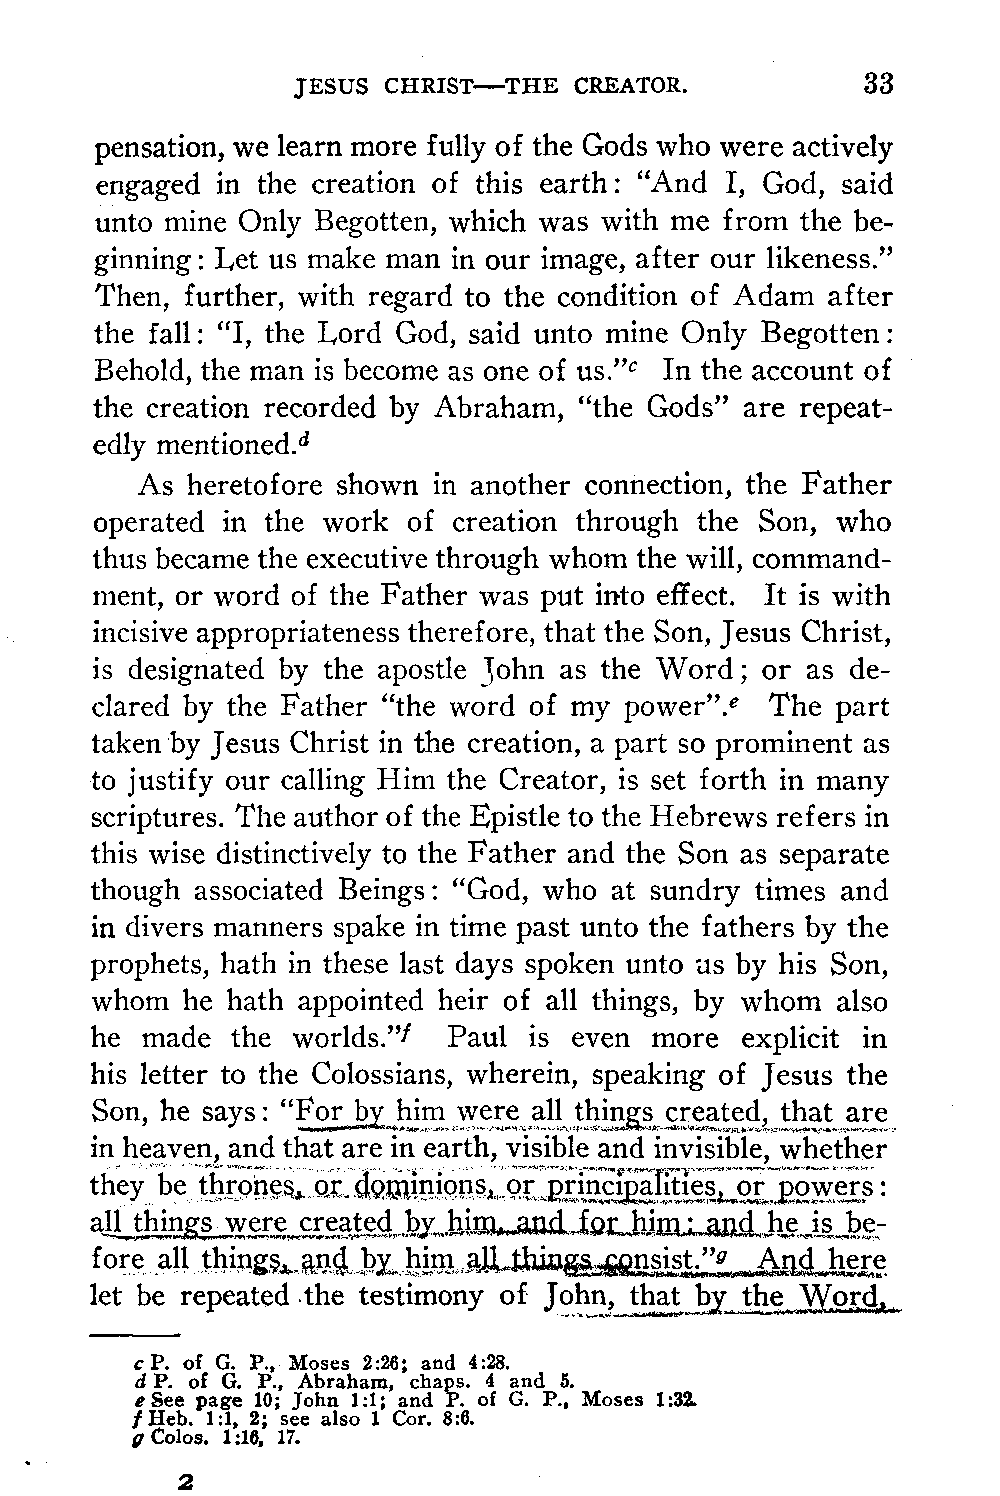 JESUS CHRIST—THE CREATOR. 33
pensation, we learn more fully of the Gods who were actively
engaged in the creation of this earth: “And I, God, said
unto mine Only Begotten, which was with me from the be-
ginning: Let us make man in our image, after our likeness.”
Then, further, with regard to the condition of Adam after
the fall: “I, the Lord God, said unto mine Only Begotten:
Behold, the man is become as one of us.”c In the account of
the creation recorded by Abraham, “the Gods” are repeat-
edly mentioned.d
As heretofore shown in another connection, the Father
operated in the work of creation through the Son, who
thus became the executive through whom the will, command-
ment, or word of the Father was put into effect. It is with
incisive appropriateness therefore, that the Son, Jesus Christ,
is designated by the apostle John as the Word; or as de-
clared by the Father “the word of my power”.e The part
taken by Jesus Christ in the creation, a part so prominent as
to justify our calling Him the Creator, is set forth in many
scriptures. The author of the Epistle to the Hebrews refers in
this wise distinctively to the Father and the Son as separate
though associated Beings: “God, who at sundry times and
in divers manners spake in time past unto the fathers by the
prophets, hath in these last days spoken unto us by his Son,
whom he hath appointed heir of all things, by whom also
he made the worlds.”f Paul is even more explicit in
his letter to the Colossians, wherein, speaking of Jesus the
Son, he says: “For by him were all things created, that are
in heaven, and that are in earth, visible and invisible, whether
they be thrones, or dominions, or principalities, or powers:
all things were created by him, and for him: and he is be-
fore all things, and by him all things consist.”g And here
let be repeated the testimony of John, that by the Word,
c P. of G. P., Moses 2:26; and 4:28.
d P. of G. P., Abraham, chaps. 4 and 5.
e See page 10; John 1:1; and P. of G. P., Moses 1:32.
f Heb. 1:1, 2; see also 1 Cor. 8:6.
g Colos. 1:16, 17.
2